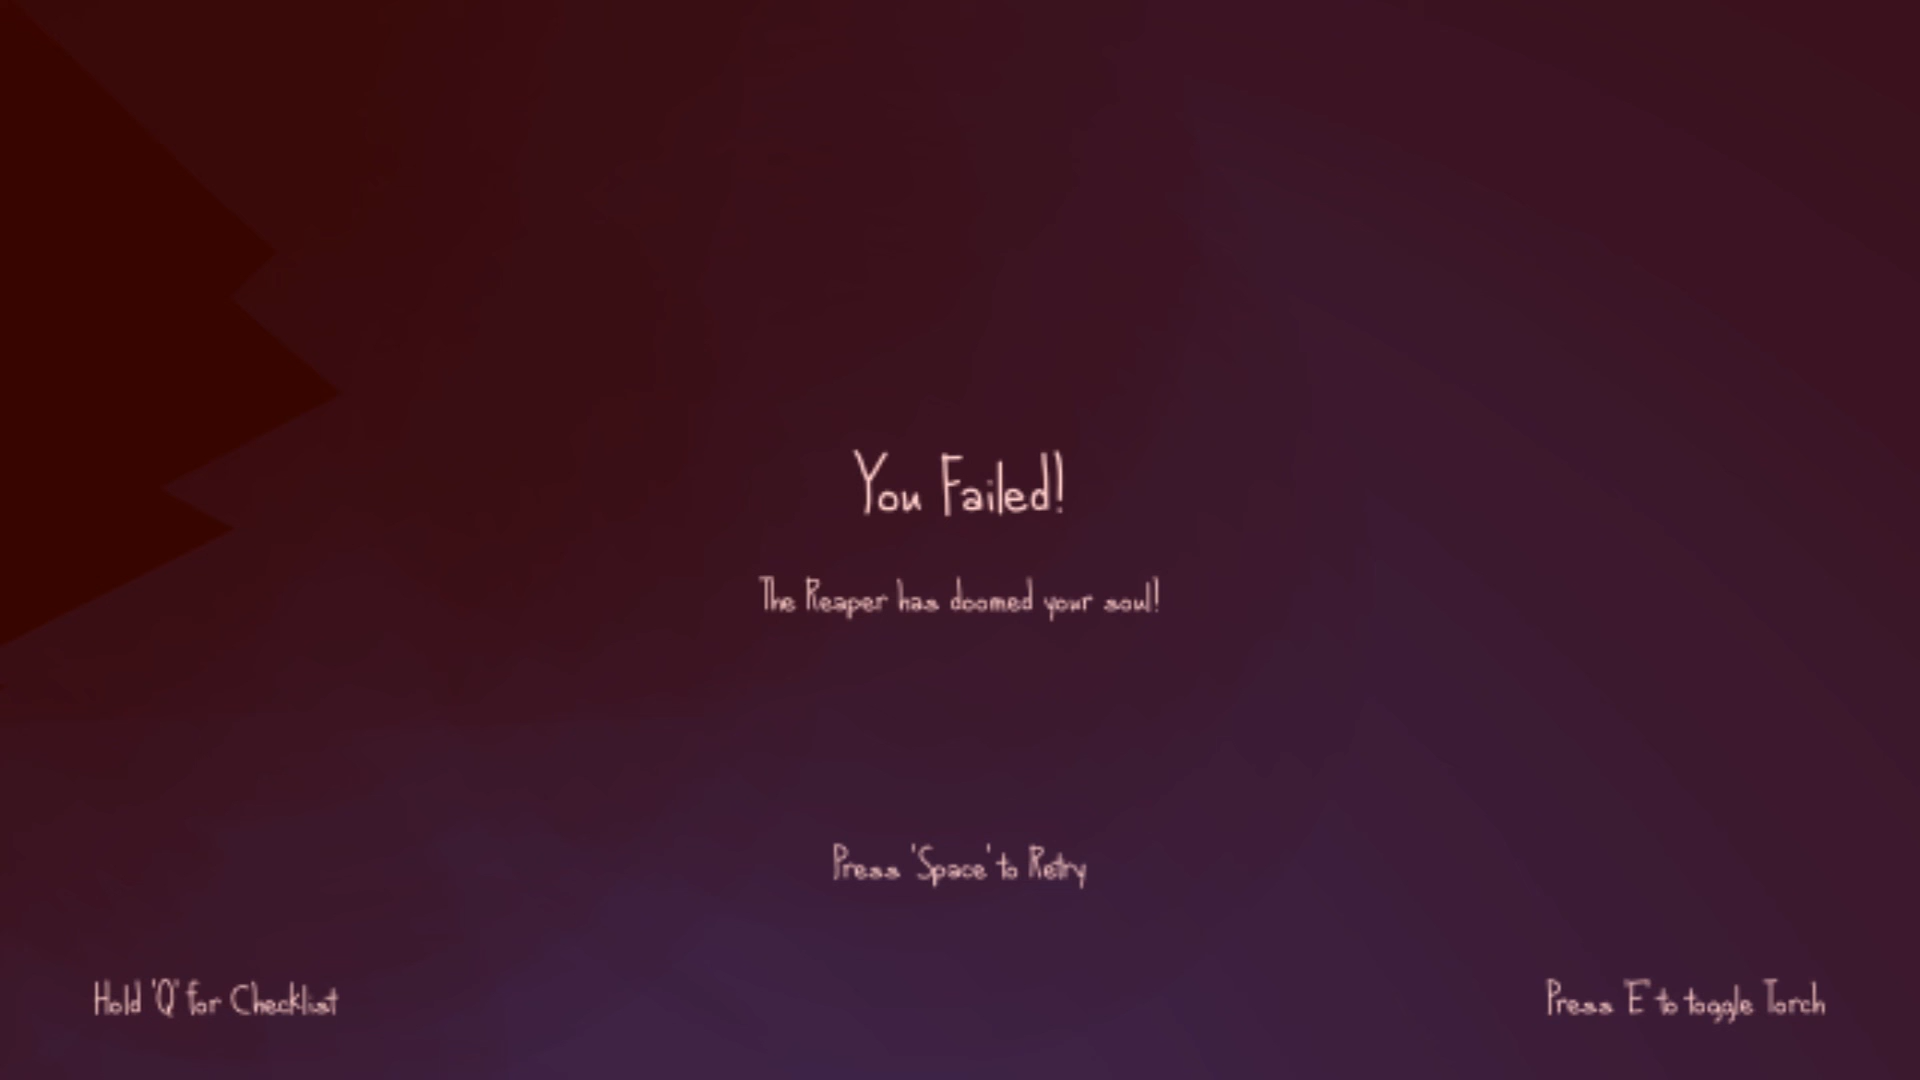 You Failed!
The Reaper has doomed your soul!
Press 'Space' to Retry
Hold 'Q' for Checklist
Press 'E' to toggle Torch